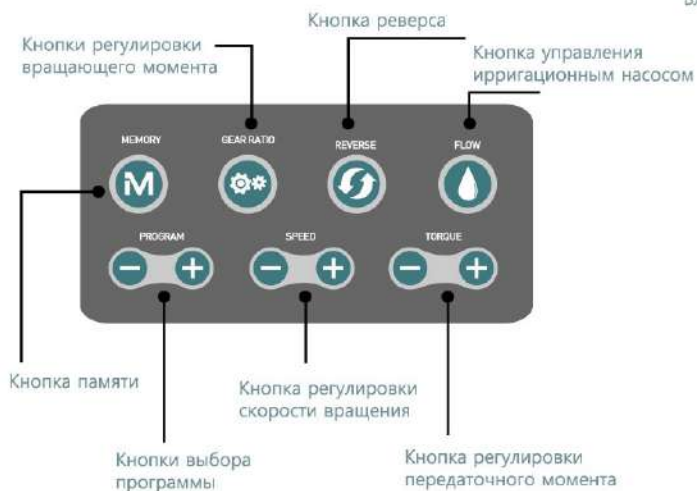 Кнопка реверса
Кнопки регулировки
вращающего момента
Кнопка управления
ирригационным насосом
MEMORY
GEAR RATIO
REVERSE
FLOW
M
PROGRAM
SPEED
TORQUE
Кнопка памяти
Кнопка регулировки
скорости вращения
Кнопки выбора
программы
Кнопка регулировки
передаточного момента